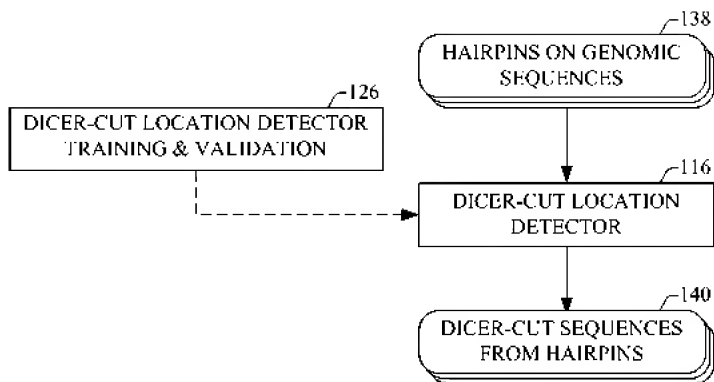 138
HAIRPINS ON GENOMIC
SEQUENCES
126
DICER-CUT LOCATION DETECTOR
TRAINING & VALIDATION
116
DICER-CUT LOCATION
DETECTOR
140
DICER-CUT SEQUENCES
FROM HAIRPINS